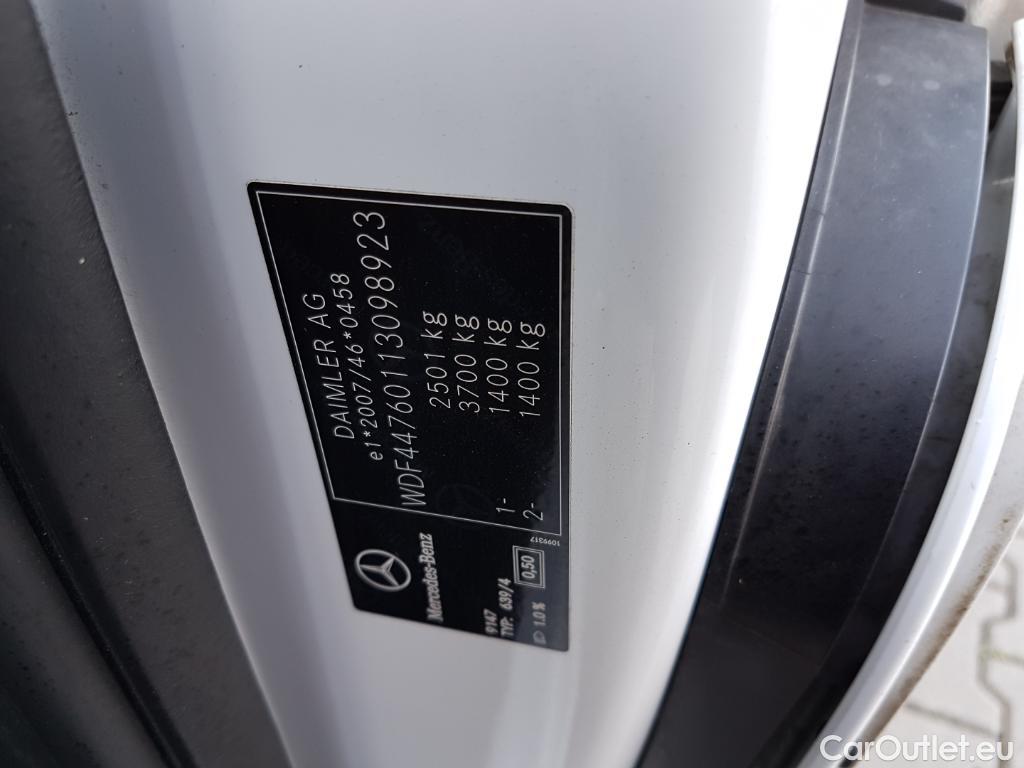 DAIMLER AG
e1*2007/46*0458
WDF44760113098923
2501 kg
3700 kg
1- 1400 kg
2- 1400 kg
Mercedes-Benz
9147
TYP: 639/4
1.0 %
0,50
1099317
CarOutlet.eu